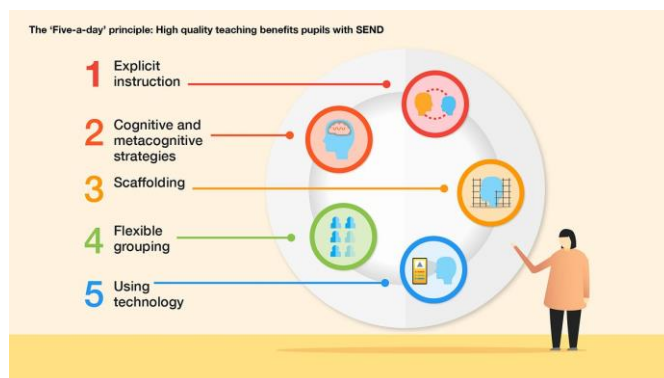 The ‘Five-a-day’ principle: High quality teaching benefits pupils with SEND
1 Explicit
instruction
2 Cognitive and
metacognitive
strategies
3 Scaffolding
4 Flexible
grouping
5 Using
technology